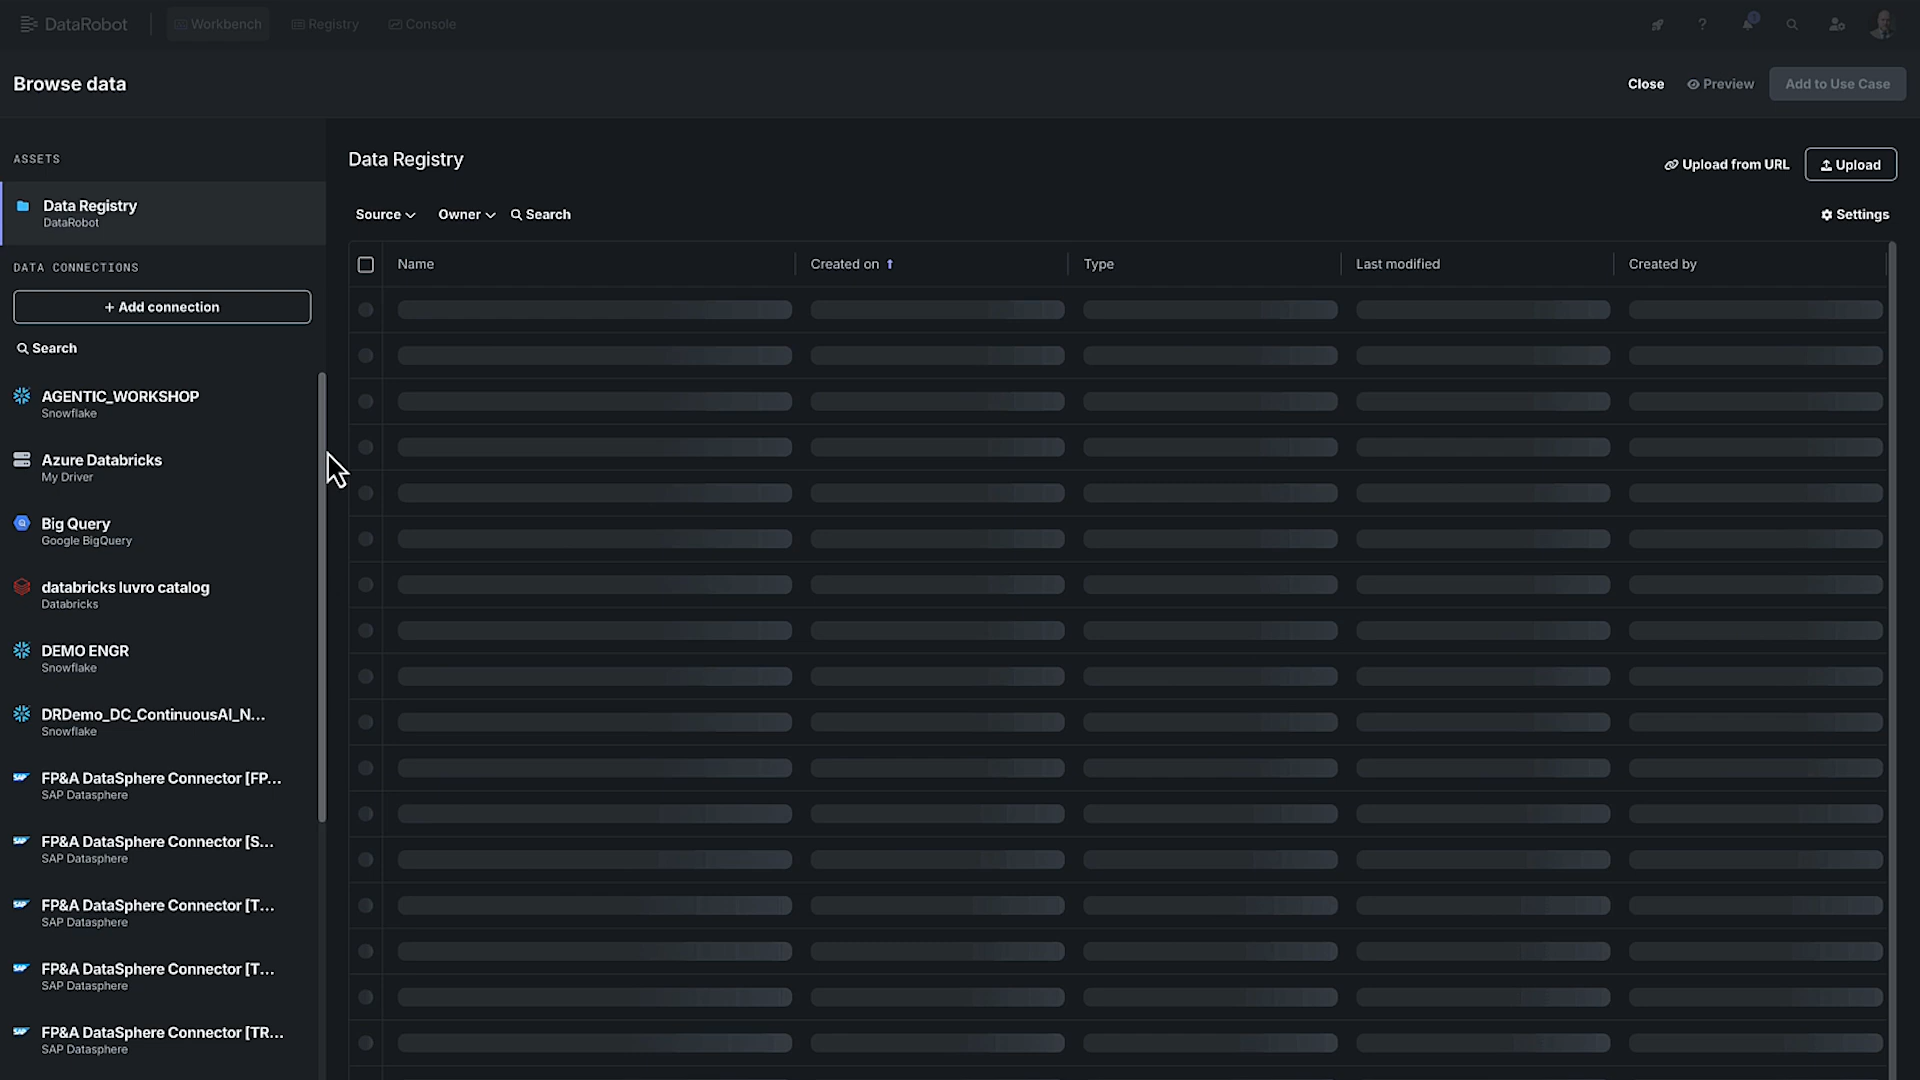 DataRobot
Workbench
Registry
Console
Browse data
Close
Preview
Add to Use Case
ASSETS
Data Registry
DataRobot
DATA CONNECTIONS
+ Add connection
Search
AGENTIC_WORKSHOP
Snowflake
Azure Databricks
My Driver
Big Query
Google BigQuery
databricks luvro catalog
Databricks
DEMO ENGR
Snowflake
DRDemo_DC_ContinuousAI_N...
Snowflake
FP&A DataSphere Connector [FP...
SAP Datasphere
FP&A DataSphere Connector [S...
SAP Datasphere
FP&A DataSphere Connector [T...
SAP Datasphere
FP&A DataSphere Connector [T...
SAP Datasphere
FP&A DataSphere Connector [TR...
SAP Datasphere
Data Registry
Upload from URL
Upload
Source
Owner
Search
Settings
Name
Created on
Type
Last modified
Created by